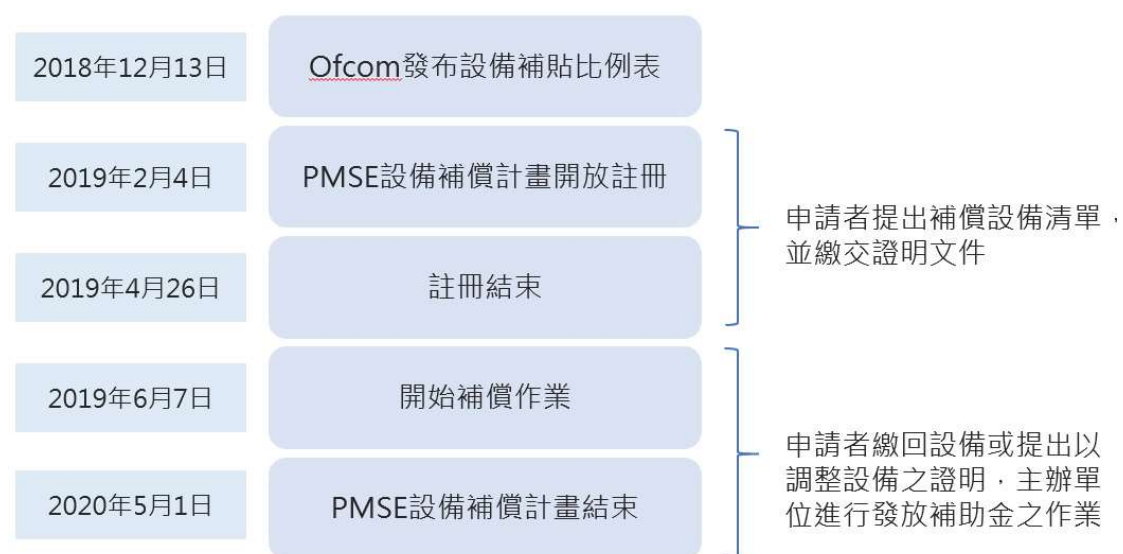 2018年12月13日
Ofcom發布設備補貼比例表
2019年2月4日
PMSE設備補償計畫開放註冊
2019年4月26日
註冊結束
申請者提出補償設備清單，
並繳交證明文件
2019年6月7日
開始補償作業
2020年5月1日
PMSE設備補償計畫結束
申請者繳回設備或提出以
調整設備之證明，主辦單
位進行發放補助金之作業